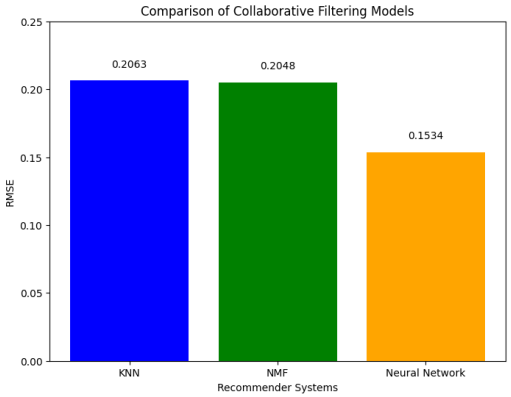 Comparison of Collaborative Filtering Models
0.25
0.20
0.15
0.10
0.05
0.00
RMSE
0.2063
0.2048
0.1534
KNN
NMF
Neural Network
Recommender Systems